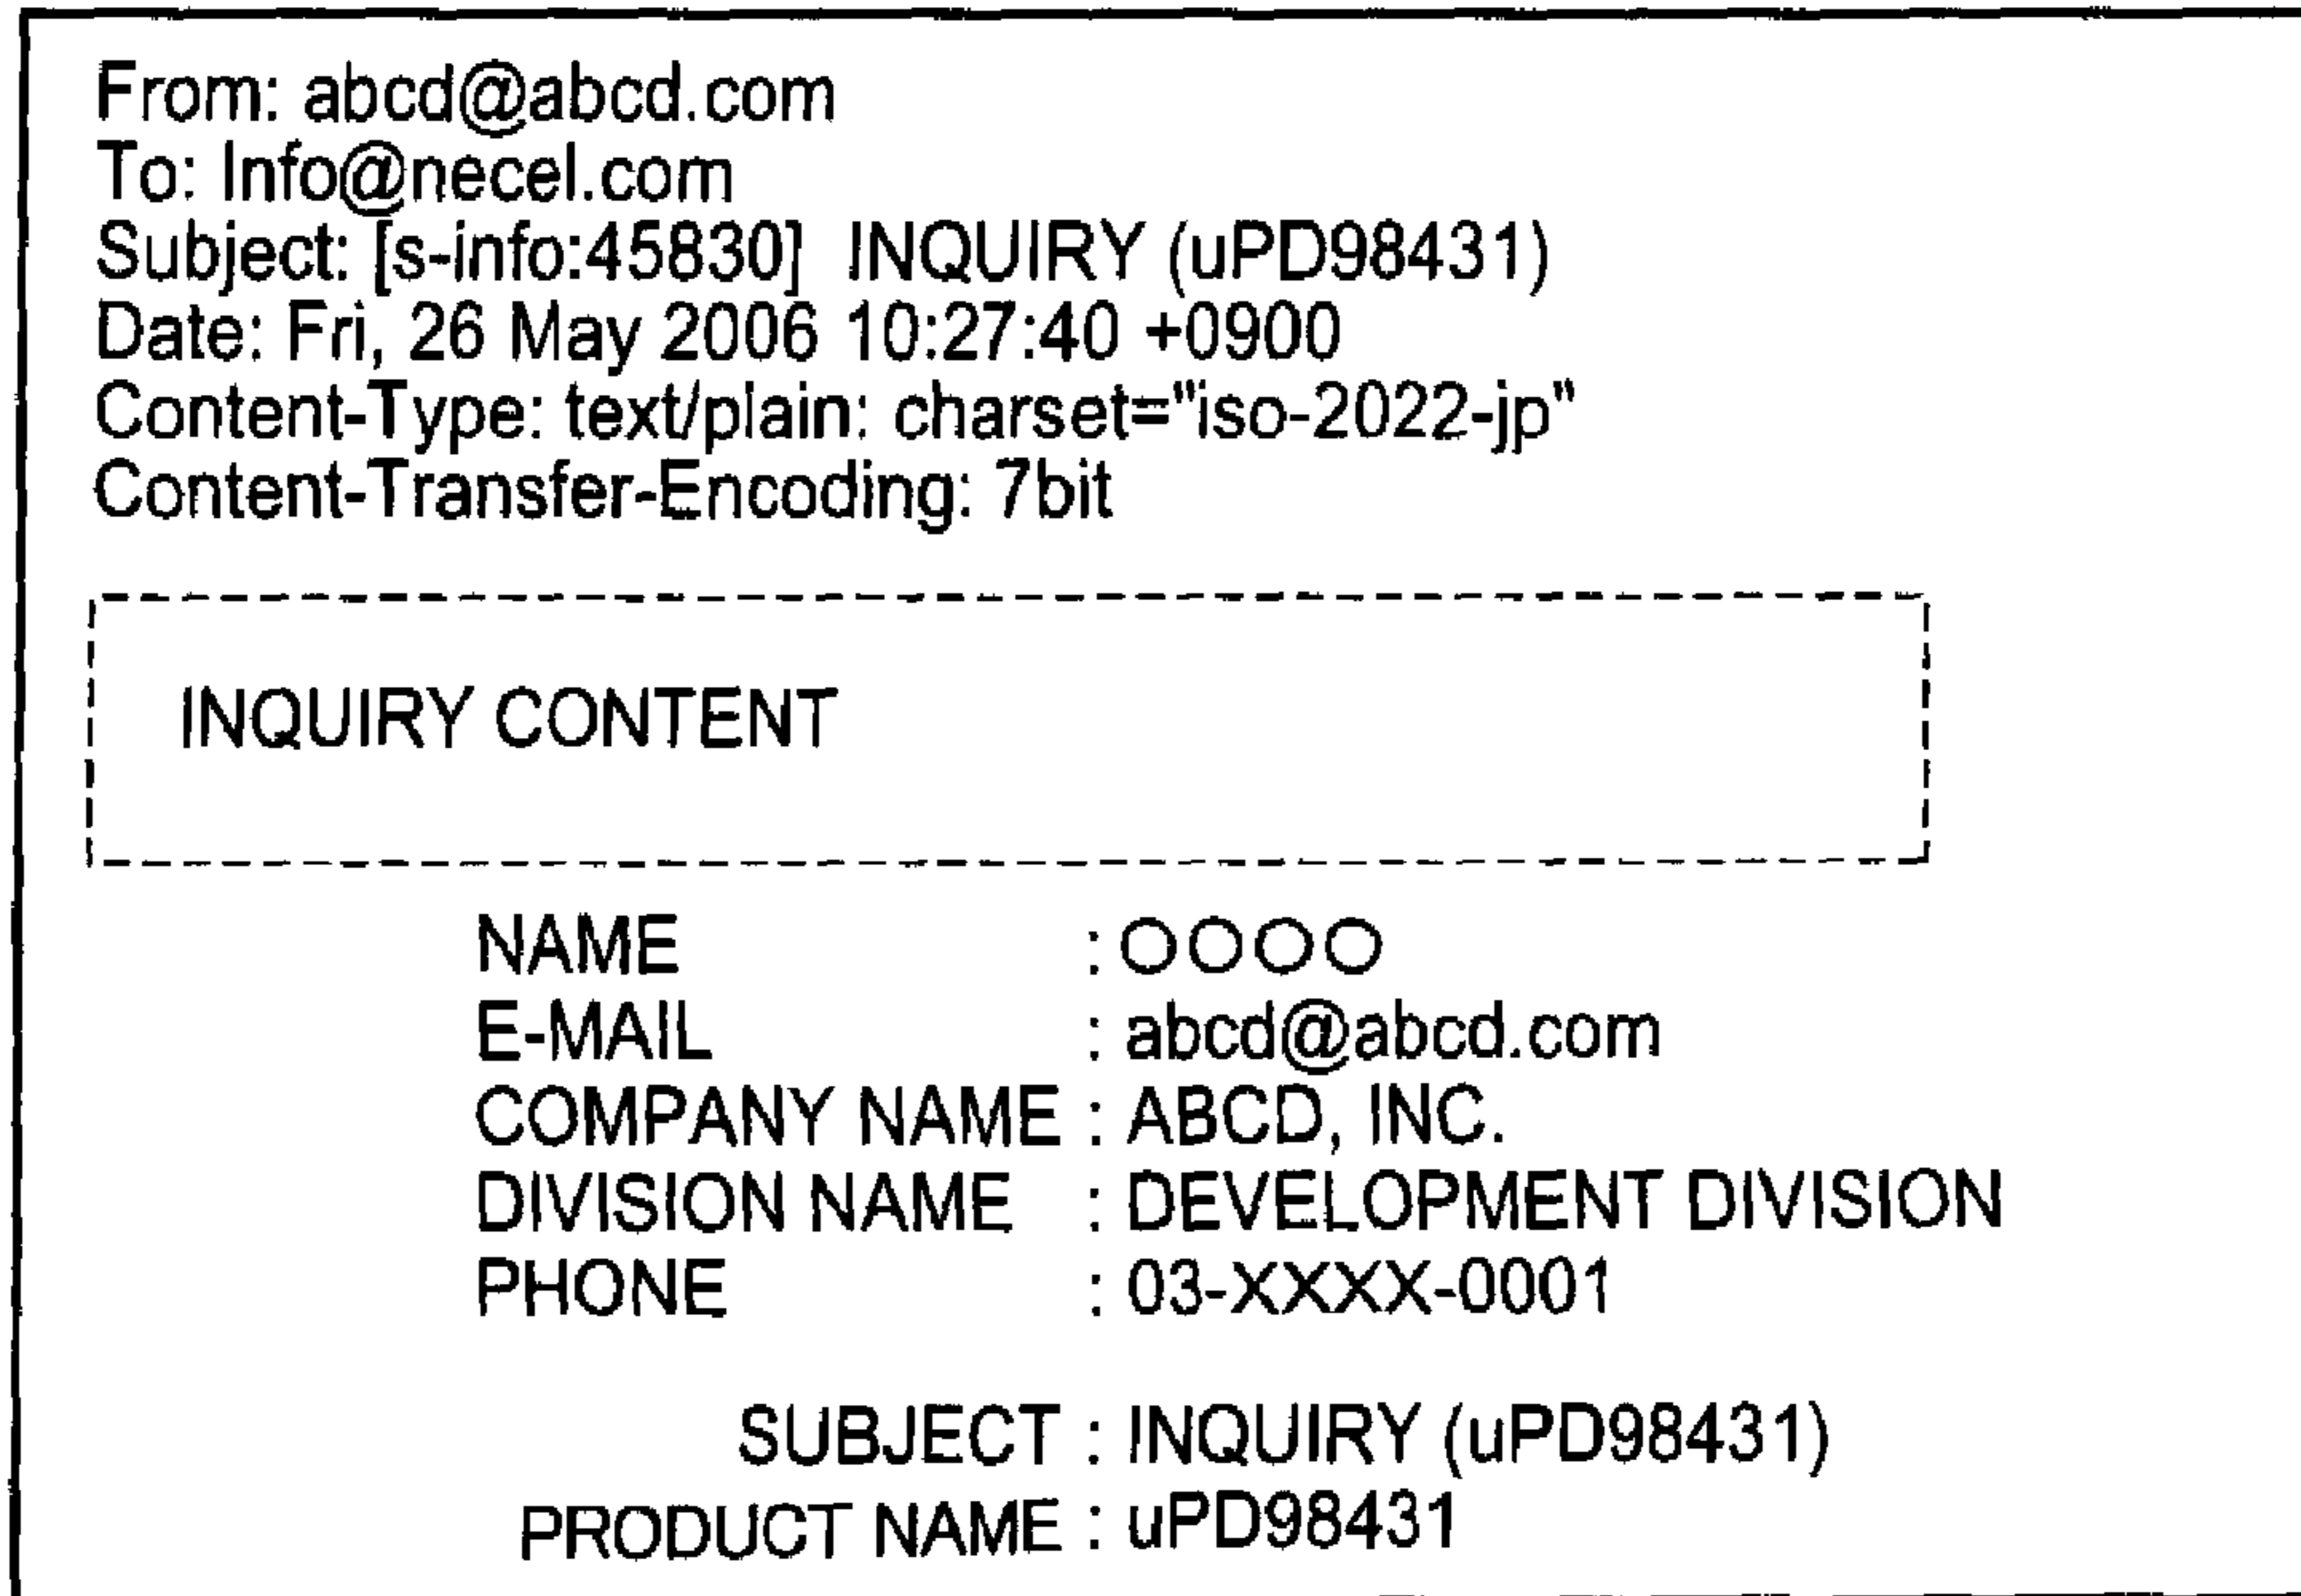 From: abcd@abcd.com
To: Info@necel.com
Subject: [s-info:45830] INQUIRY (uPD98431)
Date: Fri, 26 May 2006 10:27:40 +0900
Content-Type: text/plain: charset="iso-2022-jp"
Content-Transfer-Encoding: 7bit
INQUIRY CONTENT
NAME : ○○○○
E-MAIL : abcd@abcd.com
COMPANY NAME : ABCD, INC.
DIVISION NAME : DEVELOPMENT DIVISION
PHONE : 03-XXXX-0001
SUBJECT : INQUIRY (uPD98431)
PRODUCT NAME : uPD98431